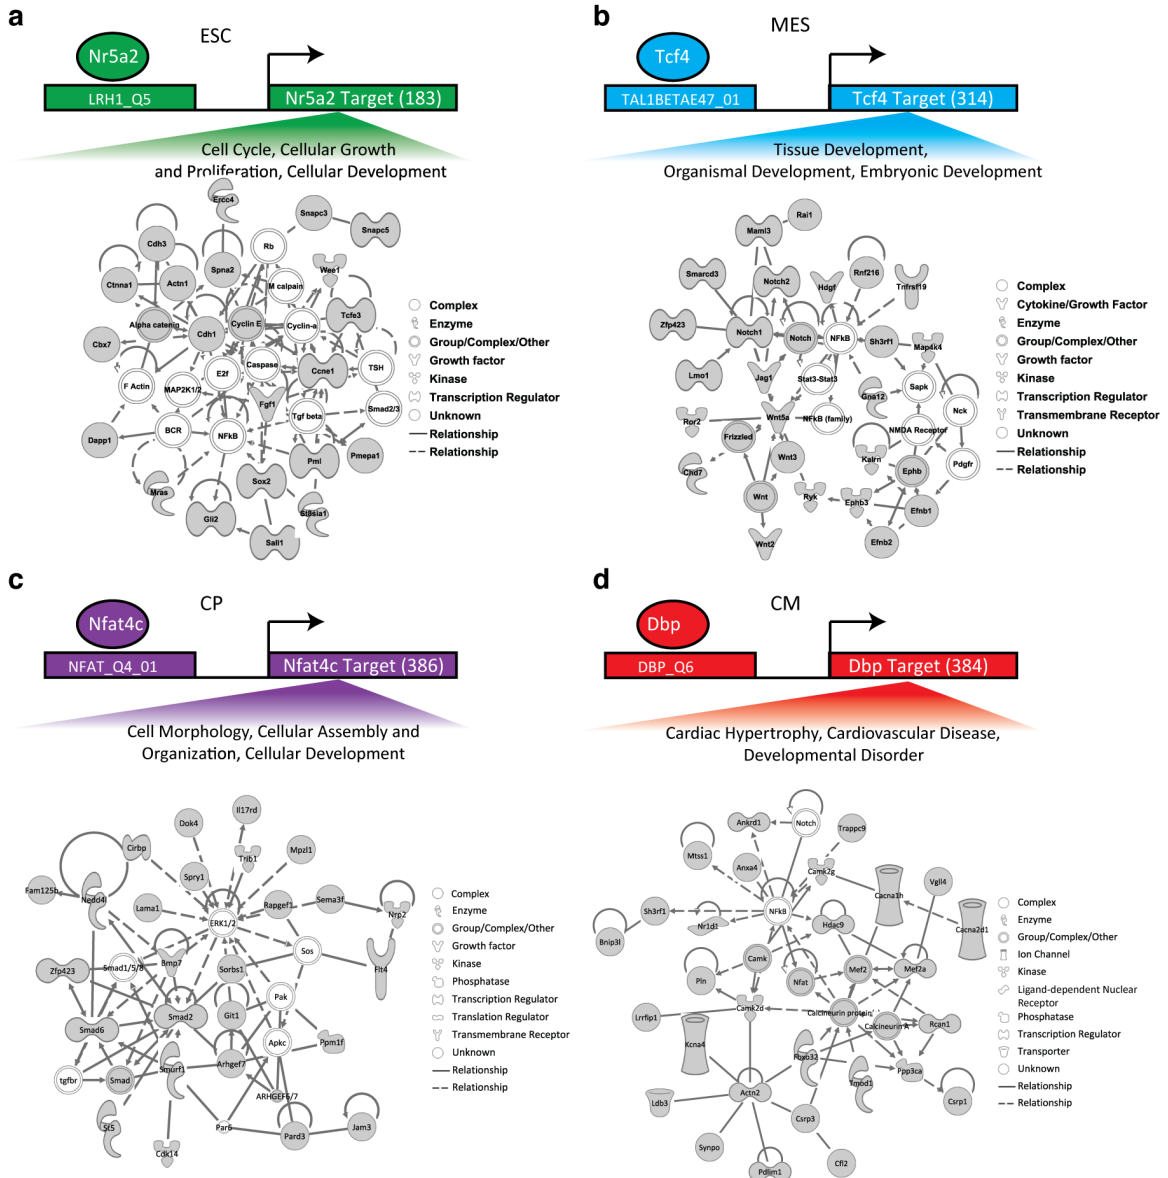 a
ESC
Nr5a2
LRH1_Q5
Nr5a2 Target (183)
Cell Cycle, Cellular Growth
and Proliferation, Cellular Development
Ercc4
Snapc3
Snapc5
Cdh3
Rb
Ctnna1
Actn1
Spna2
M calpain
Wee1
Alpha catenin
Cdh1
Cyclin E
Cyclin-a
Tcfe3
Cbx7
E2f
Caspase
Ccne1
TSH
F Actin
MAP2K1/2
Fgf1
Tgf beta
Smad2/3
Dapp1
BCR
NFkB
Pml
Pmepa1
Mras
Sox2
Gli2
St8sia1
Sall1
Complex
Enzyme
Group/Complex/Other
Growth factor
Kinase
Transcription Regulator
Unknown
Relationship
Relationship
b
MES
Tcf4
TAL1BETAE47_01
Tcf4 Target (314)
Tissue Development,
Organismal Development, Embryonic Development
Rai1
Maml3
Smarcd3
Notch2
Hdgf
Rnf216
Tnfrsf19
Zfp423
Notch1
Notch
NFkB
Sh3rf1
Map4k4
Lmo1
Jag1
Stat3-Stat3
Gna12
Sapk
Nck
Ror2
Wnt5a
NFkB (family)
NMDA Receptor
Frizzled
Chd7
Wnt3
Kalrn
Ephb
Pdgfr
Wnt
Ryk
Ephb3
Efnb1
Wnt2
Efnb2
Complex
Cytokine/Growth Factor
Enzyme
Group/Complex/Other
Growth factor
Kinase
Transcription Regulator
Transmembrane Receptor
Unknown
Relationship
Relationship
c
CP
Nfat4c
NFAT_Q4_01
Nfat4c Target (386)
Cell Morphology, Cellular Assembly and
Organization, Cellular Development
Il17rd
Dok4
Cirbp
Trib1
Mpzl1
Fam125b
Nedd4l
Spry1
Lama1
Rapgef1
Sema3f
Nrp2
ERK1/2
Sos
Zfp423
Smad1/5/8
Bmp7
Sorbs1
Flt4
Pak
Smad6
Smad2
Git1
Apkc
Ppm1f
tgfbr
Smad
Smurf1
Arhgef7
ARHGEF6/7
St5
Cdk14
Par6
Pard3
Jam3
Complex
Enzyme
Group/Complex/Other
Growth factor
Kinase
Phosphatase
Transcription Regulator
Translation Regulator
Transmembrane Receptor
Unknown
Relationship
Relationship
d
CM
Dbp
DBP_Q6
Dbp Target (384)
Cardiac Hypertrophy, Cardiovascular Disease,
Developmental Disorder
Ankrd1
Notch
Trappc9
Mtss1
Anxa4
Camk2g
Cacna1h
Vgll4
Sh3rf1
NFkB
Nr1d1
Hdac9
Cacna2d1
Bnip3l
Camk
Pln
Nfat
Mef2
Mef2a
Lrrfip1
Camk2d
Calcineurin protein
Calcineurin A
Rcan1
Kcna4
Fbxo32
Tmod1
Ppp3ca
Csrp1
Actn2
Ldb3
Csrp3
Synpo
Cfl2
Pdlim1
Complex
Enzyme
Group/Complex/Other
Ion Channel
Kinase
Ligand-dependent Nuclear
Receptor
Phosphatase
Transcription Regulator
Transporter
Unknown
Relationship
Relationship